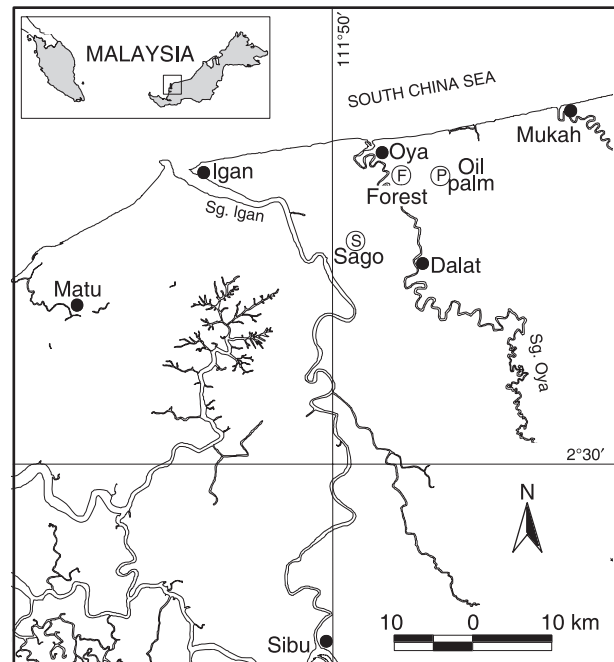 MALAYSIA
111°50′
SOUTH CHINA SEA
Mukah
Oya
Igan
F
P
Oil
palm
Forest
Sg. Igan
S
Sago
Dalat
Matu
Sg. Oya
2°30′
N
Sibu
10 0 10 km